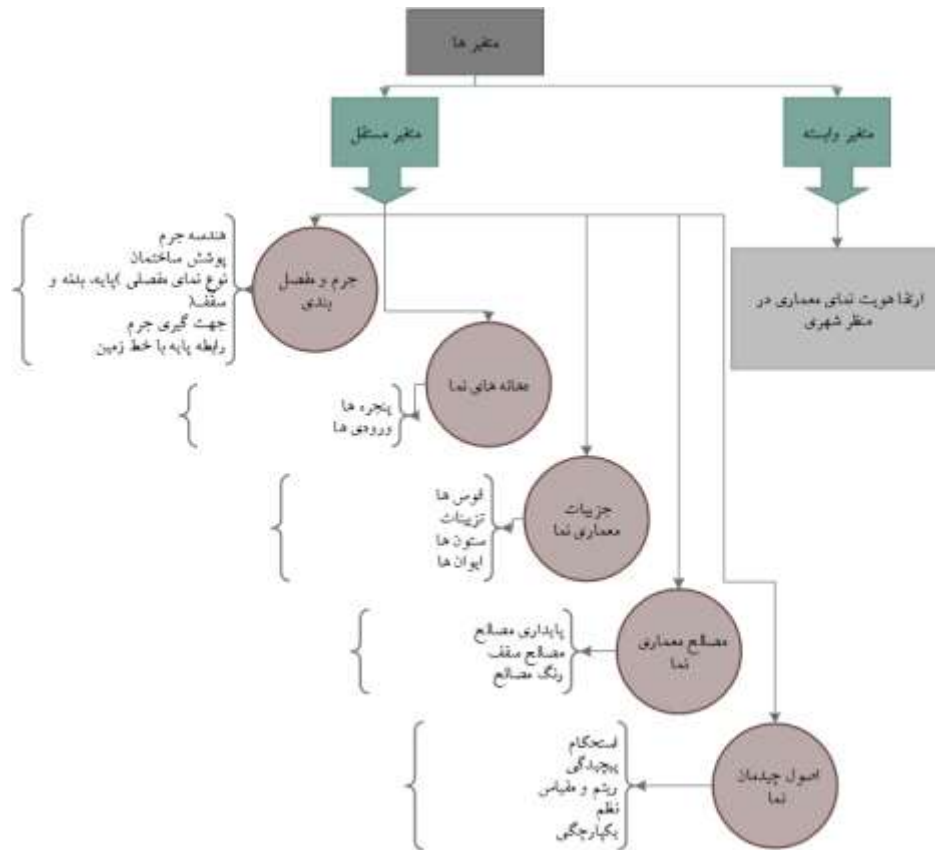 متغیر ها
متغیر وابسته
متغیر مستقل
ارتقا هویت نمای معماری در
منظر شهری
جرم و مفصل
بندی
هندسه جرم
پوشش ساختمان
نوع نمای مفصلی )پایه، بدنه و
سقف(
جهت گیری جرم
رابطه پایه با خط زمین
دهانه های نما
پنجره ها
ورودی ها
جزییات
معماری نما
قوس ها
تزیینات
ستون ها
ایوان ها
مصالح معماری
نما
پایداری مصالح
مصالح سقف
رنگ مصالح
اصول چیدمان
نما
استحکام
پیچیدگی
ریتم و مقیاس
نظم
یکپارچگی